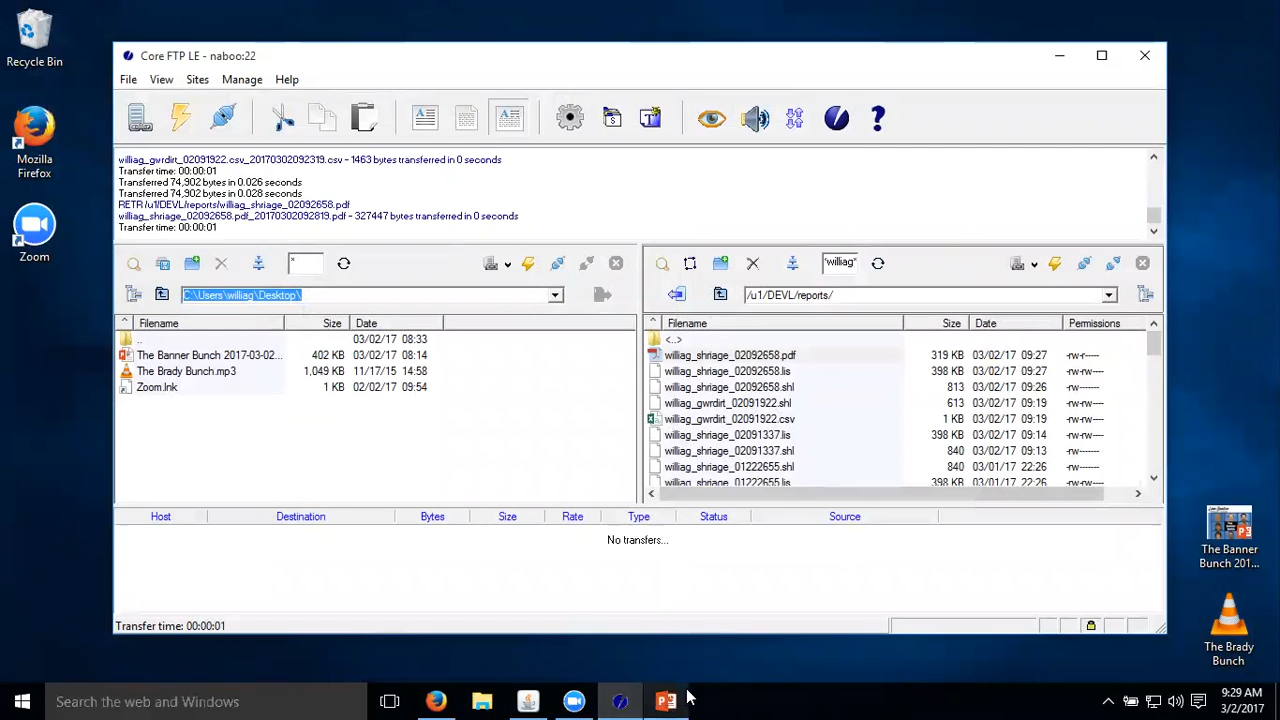 Recycle Bin
Mozilla
Firefox
Zoom
Core FTP LE - naboo:22
File View Sites Manage Help
williag_gwrdirt_02091922.csv_20170302092319.csv - 1463 bytes transferred in 0 seconds
Transfer time: 00:00:01
Transferred 74,902 bytes in 0.026 seconds
Transferred 74,902 bytes in 0.028 seconds
RETR /u1/DEVL/reports/williag_shriage_02092658.pdf
williag_shriage_02092658.pdf_20170302092819.pdf - 327447 bytes transferred in 0 seconds
Transfer time: 00:00:01
*
C:\Users\williag\Desktop\
^ Filename Size Date
.. 03/02/17 08:33
The Banner Bunch 2017-03-02... 402 KB 03/02/17 08:14
The Brady Bunch.mp3 1,049 KB 11/17/15 14:58
Zoom.lnk 1 KB 02/02/17 09:54
*williag*
/u1/DEVL/reports/
^ Filename Size Date Permissions
<..>
williag_shriage_02092658.pdf 319 KB 03/02/17 09:27 -rw-r-----
williag_shriage_02092658.lis 398 KB 03/02/17 09:27 -rw-rw----
williag_shriage_02092658.shl 813 03/02/17 09:26 -rw-------
williag_gwrdirt_02091922.shl 613 03/02/17 09:19 -rw-------
williag_gwrdirt_02091922.csv 1 KB 03/02/17 09:19 -rw-rw----
williag_shriage_02091337.lis 398 KB 03/02/17 09:14 -rw-rw----
williag_shriage_02091337.shl 840 03/02/17 09:13 -rw-------
williag_shriage_01222655.shl 840 03/01/17 22:26 -rw-------
williag_shriage_01222655.lis 398 KB 03/01/17 22:26 -rw-rw----
Host Destination Bytes Size Rate Type Status Source
No transfers...
Transfer time: 00:00:01
The Banner
Bunch 201...
The Brady
Bunch
Search the web and Windows
9:29 AM
3/2/2017